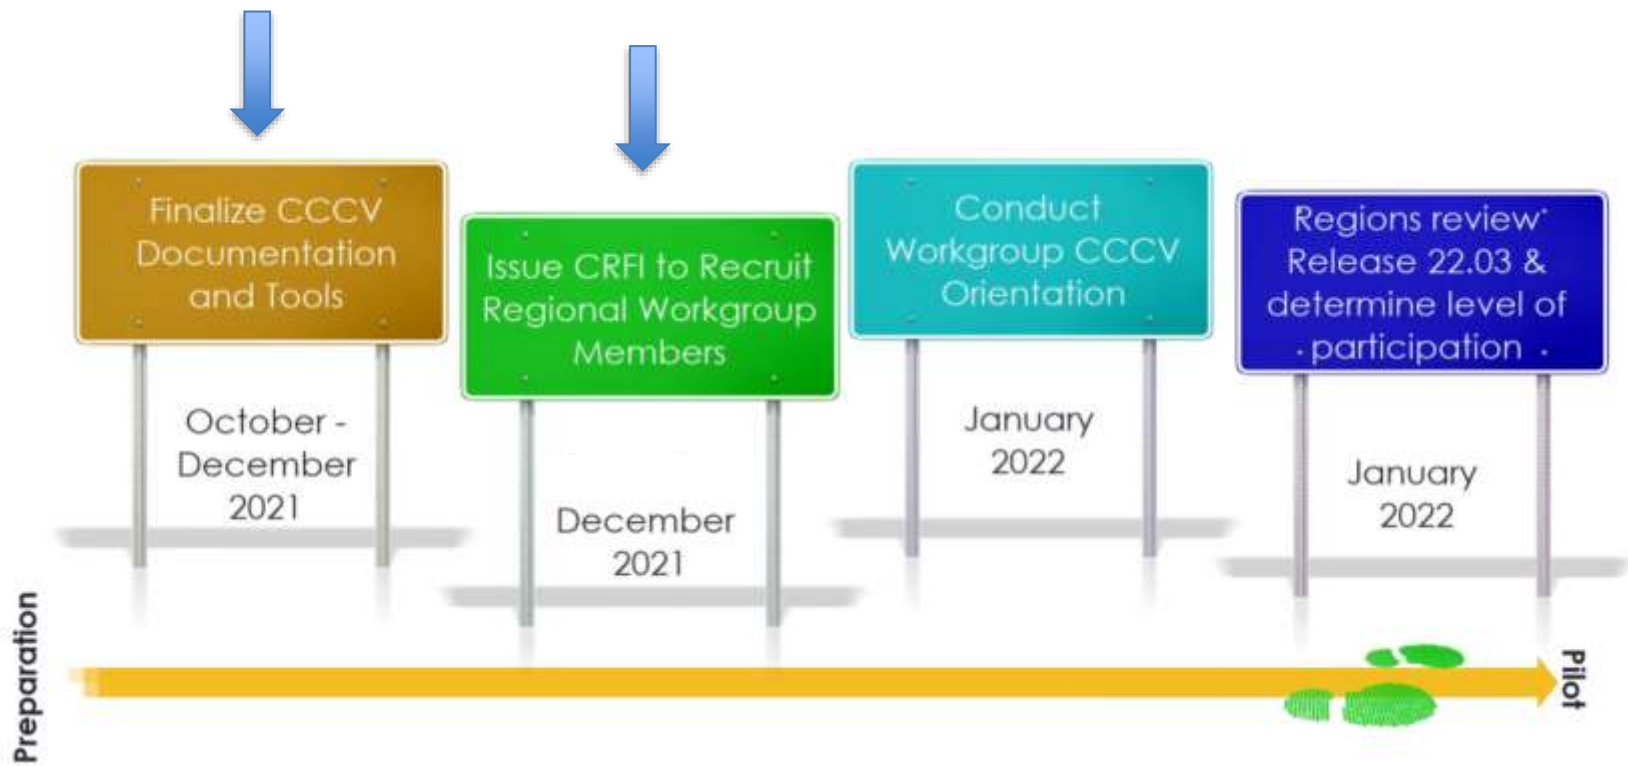 Finalize CCCV
Documentation
and Tools
October -
December
2021
Issue CRFI to Recruit
Regional Workgroup
Members
December
2021
Conduct
Workgroup CCCV
Orientation
January
2022
Regions review
Release 22.03 &
determine level of
participation
January
2022
Preparation
Pilot